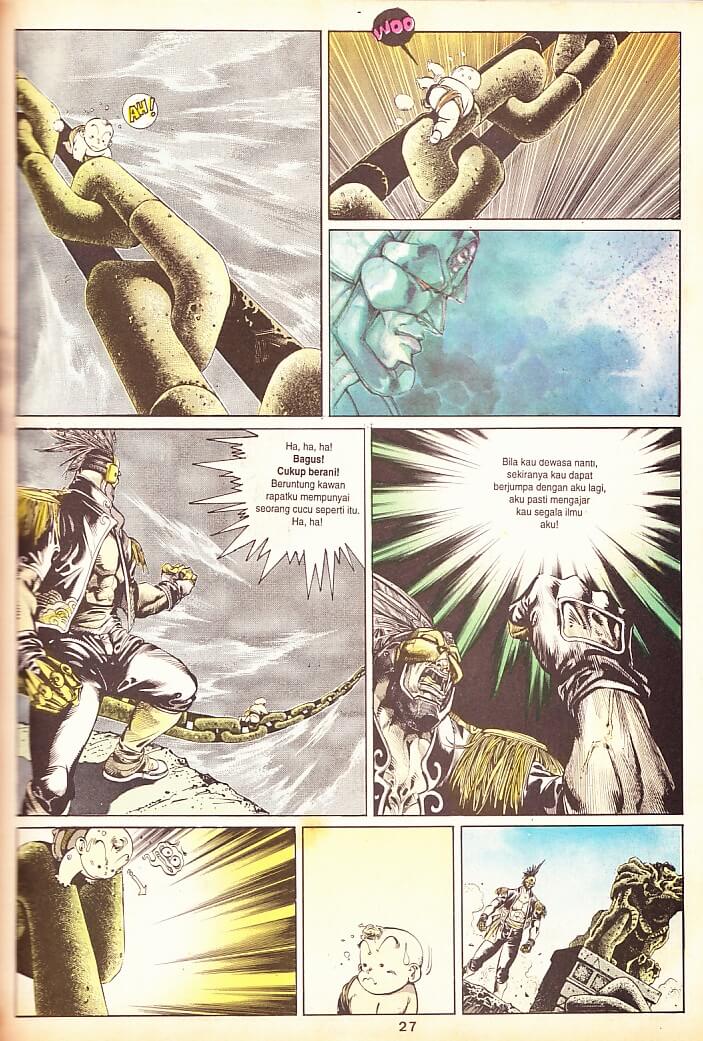 AH!
WOO
Ha, ha, ha!
Bagus!
Cukup berani!
Beruntung kawan
rapatku mempunyai
seorang cucu seperti itu.
Ha, ha!
Bila kau dewasa nanti,
sekiranya kau dapat
berjumpa dengan aku lagi,
aku pasti mengajar
kau segala ilmu
aku!
27